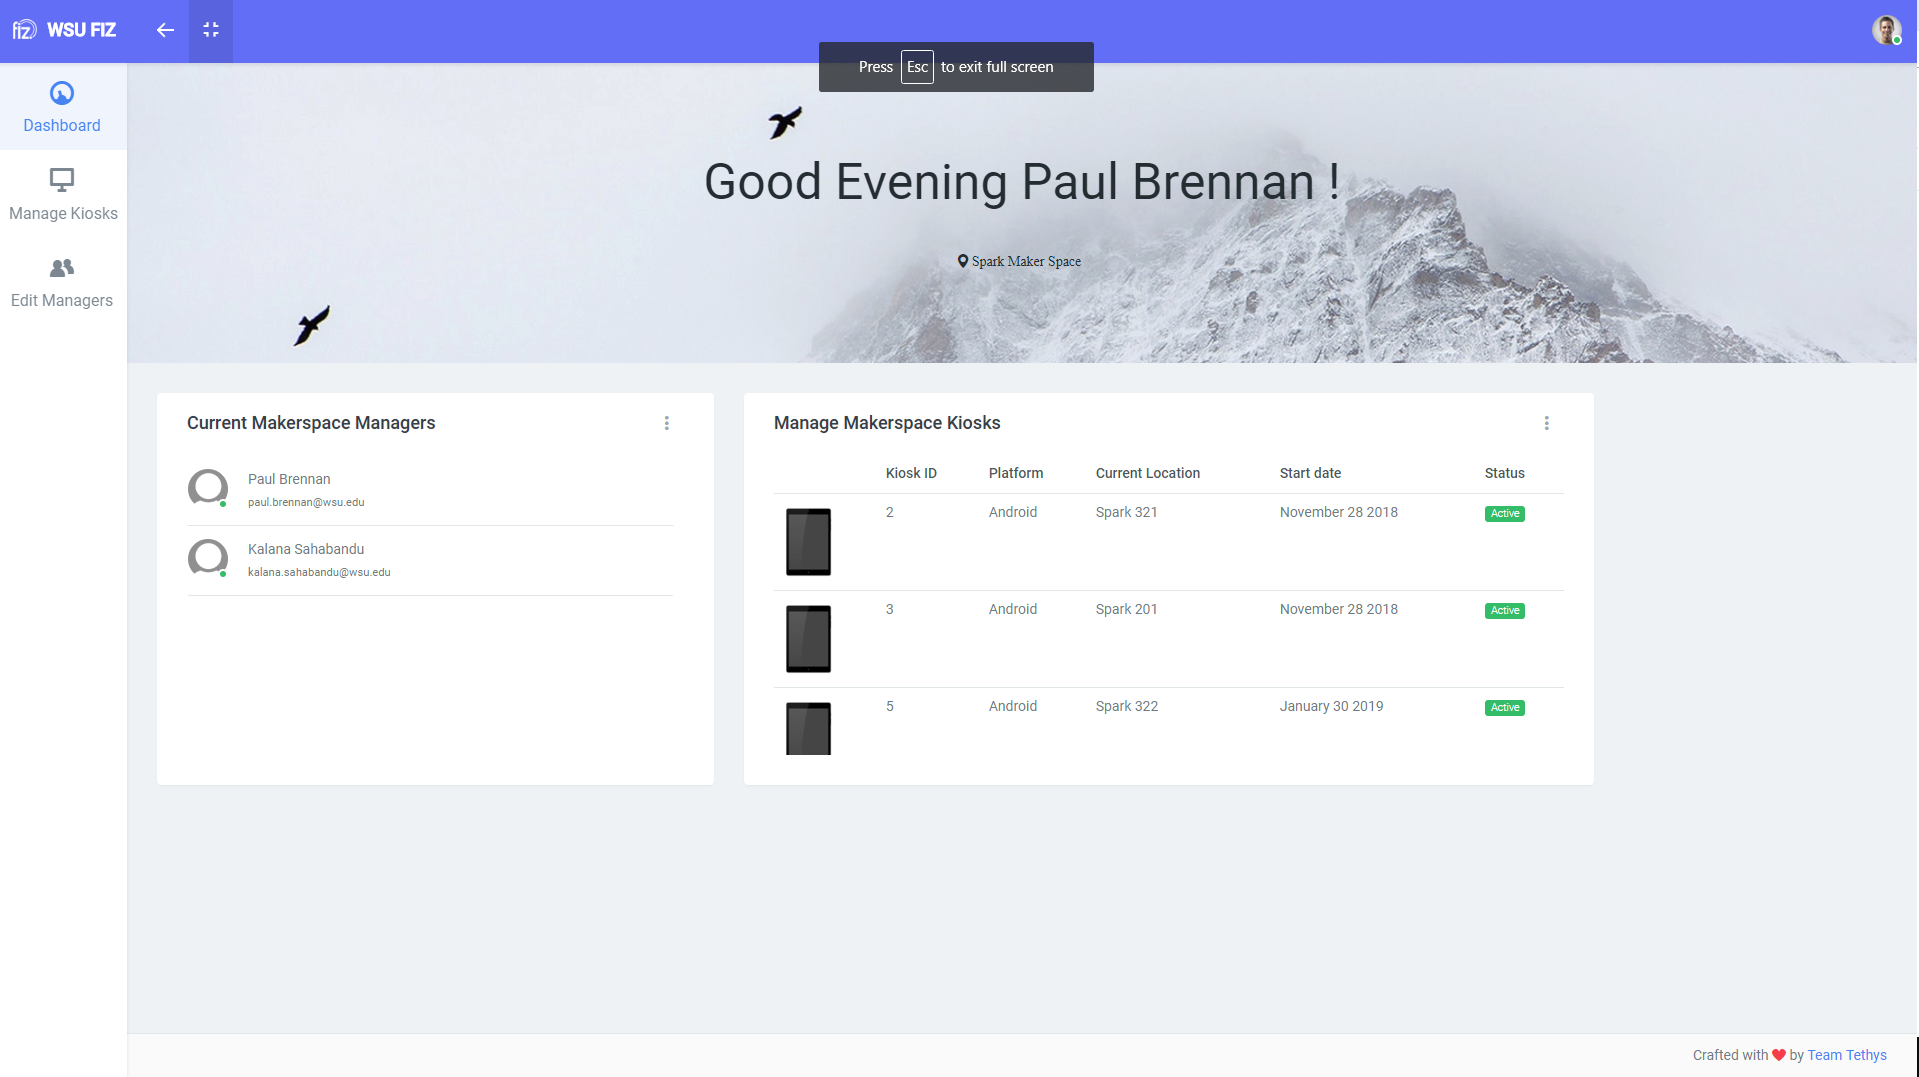 fiz. WSU FIZ
Press Esc to exit full screen
Dashboard
Manage Kiosks
Edit Managers
Good Evening Paul Brennan !
Spark Maker Space
Current Makerspace Managers
Paul Brennan
paul.brennan@wsu.edu
Kalana Sahabandu
kalana.sahabandu@wsu.edu
Manage Makerspace Kiosks
Kiosk ID Platform Current Location Start date Status
2 Android Spark 321 November 28 2018 Active
3 Android Spark 201 November 28 2018 Active
5 Android Spark 322 January 30 2019 Active
Crafted with ❤ by Team Tethys